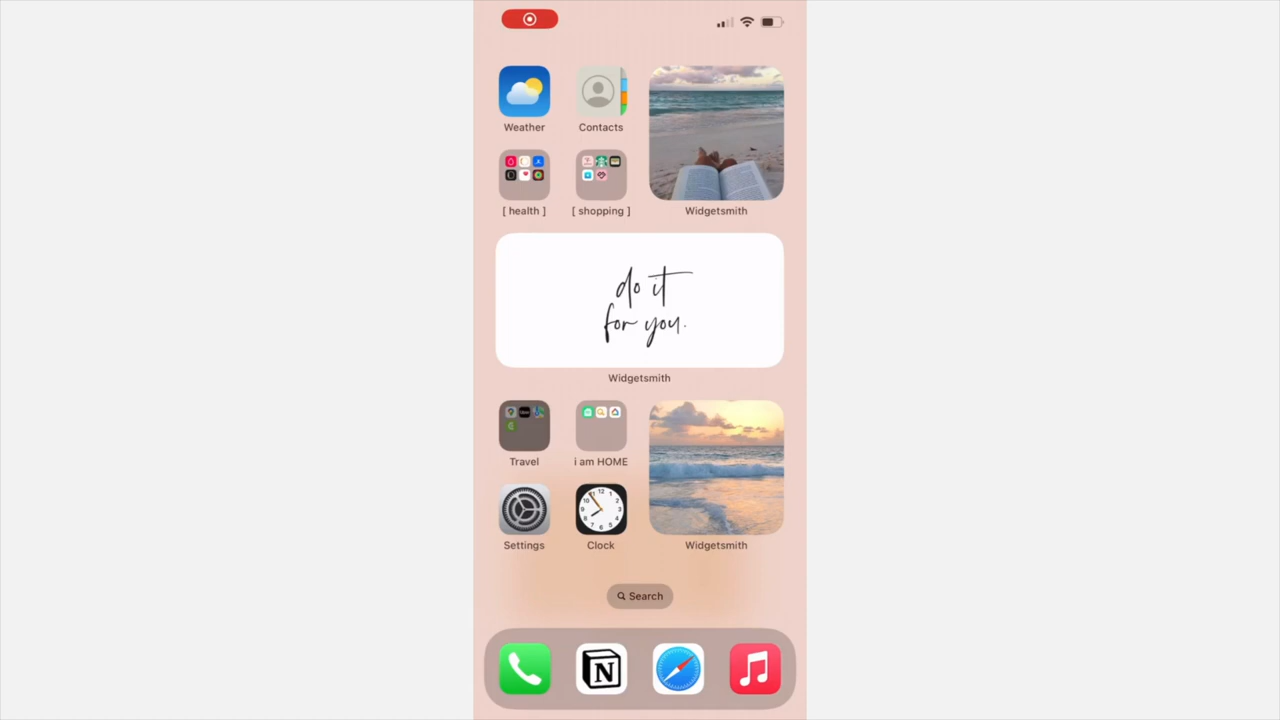 Weather
Contacts
[ health ]
[ shopping ]
Widgetsmith
do it
for you.
Widgetsmith
Travel
i am HOME
Settings
Clock
Widgetsmith
Search
N